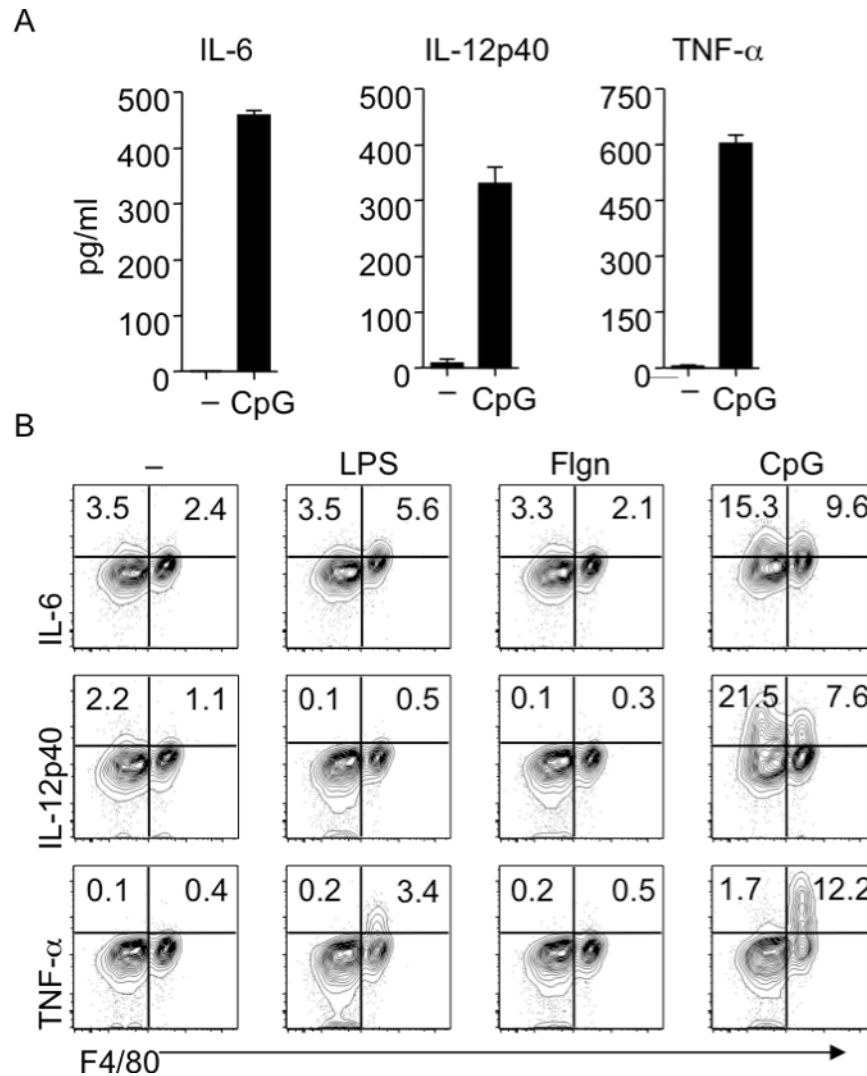 A
IL-6 IL-12p40 TNF-α
500 500 750
400 400 600
300 300 450
200 200 300
100 100 150
0 0 0
pg/ml
– CpG – CpG – CpG
B
– LPS Flgn CpG
IL-6
3.5 2.4 3.5 5.6 3.3 2.1 15.3 9.6
IL-12p40
2.2 1.1 0.1 0.5 0.1 0.3 21.5 7.6
TNF-α
0.1 0.4 0.2 3.4 0.2 0.5 1.7 12.2
F4/80